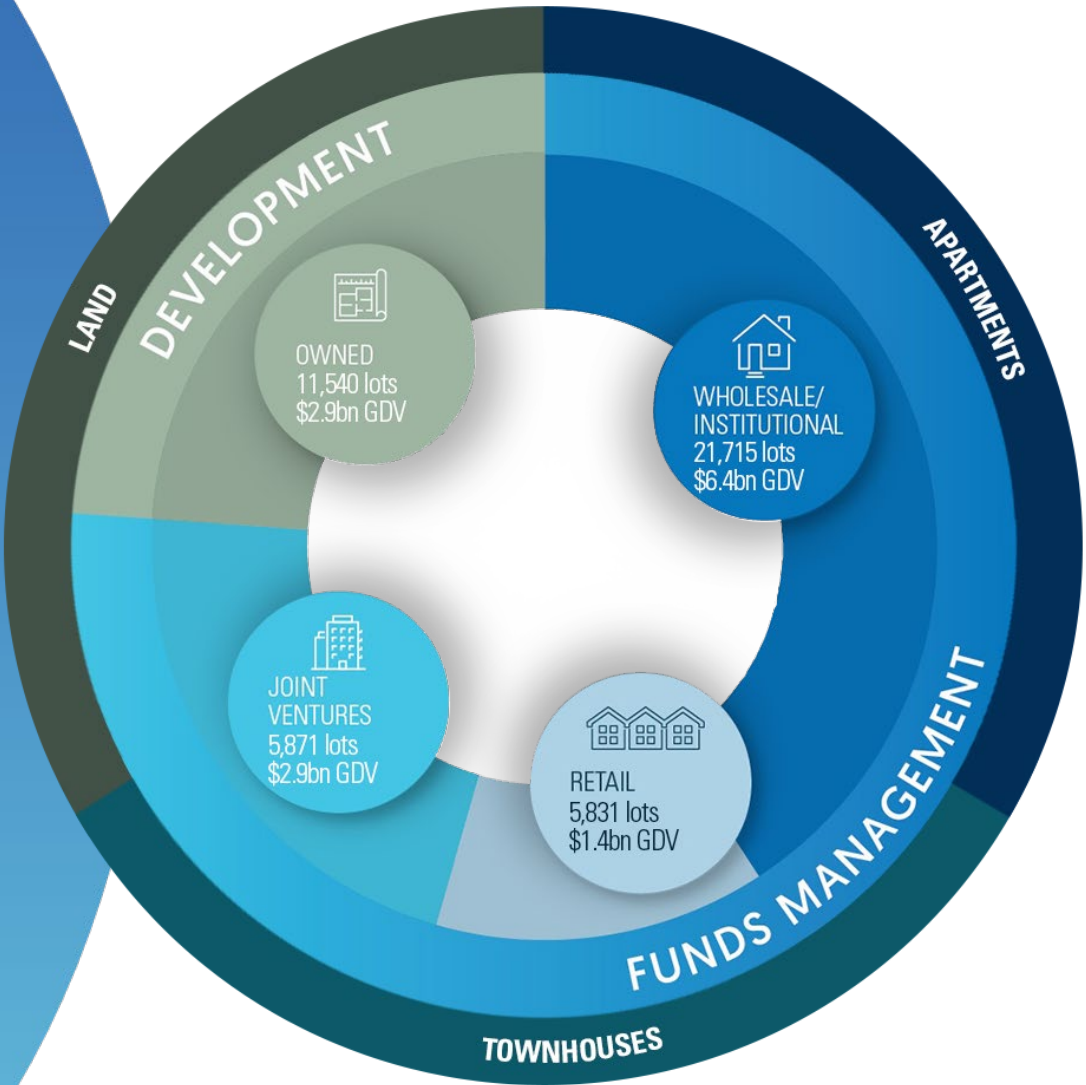 LAND
DEVELOPMENT
APARTMENTS
OWNED
11,540 lots
$2.9bn GDV
WHOLESALE/
INSTITUTIONAL
21,715 lots
$6.4bn GDV
JOINT
VENTURES
5,871 lots
$2.9bn GDV
RETAIL
5,831 lots
$1.4bn GDV
FUNDS MANAGEMENT
TOWNHOUSES